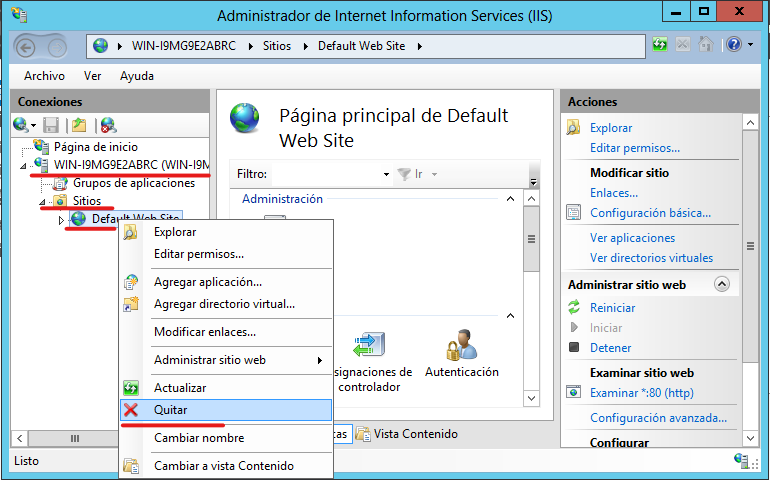 Administrador de Internet Information Services (IIS)
WIN-I9MG9E2ABRC Sitios Default Web Site
Archivo Ver Ayuda
Conexiones
Página de inicio
WIN-I9MG9E2ABRC (WIN-I9M
Grupos de aplicaciones
Sitios
Default Web Site
Explorar
Editar permisos...
Agregar aplicación...
Agregar directorio virtual...
Modificar enlaces...
Administrar sitio web
Actualizar
Quitar
Cambiar nombre
Cambiar a vista Contenido
Página principal de Default
Web Site
Filtro: Ir
Administración
signaciones de
controlador
Autenticación
cas Vista Contenido
Acciones
Explorar
Editar permisos...
Modificar sitio
Enlaces...
Configuración básica...
Ver aplicaciones
Ver directorios virtuales
Administrar sitio web
Reiniciar
Iniciar
Detener
Examinar sitio web
Examinar *:80 (http)
Configuración avanzada...
Configurar
Listo